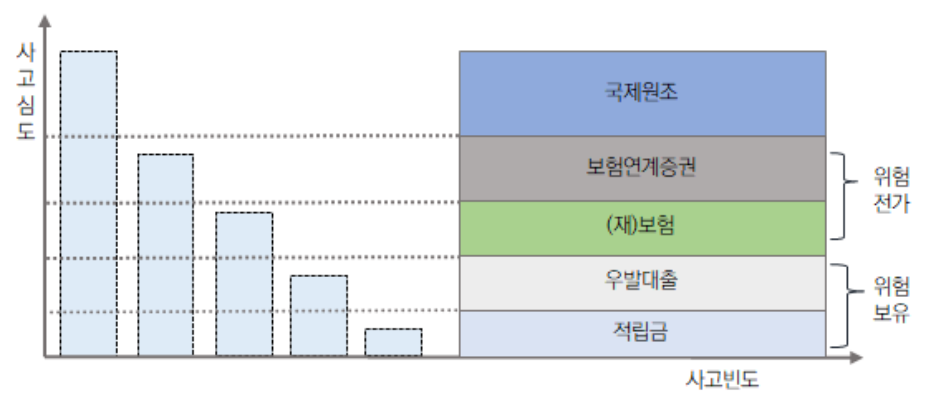 사고심도
국제원조
보험연계증권
위험
전가
(재)보험
우발대출
위험
보유
적립금
사고빈도